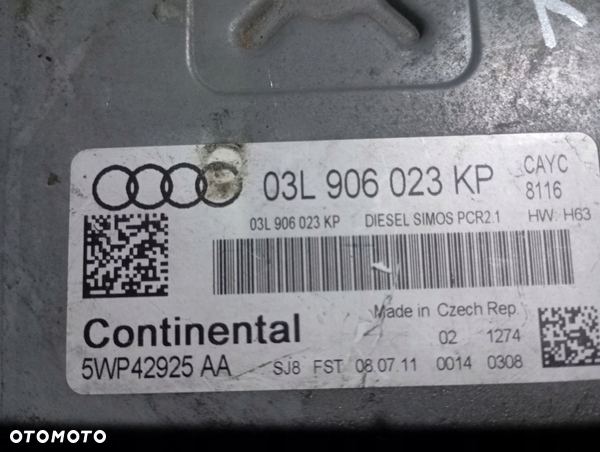 03L 906 023 KP
CAYC
8116
03L 906 023 KP DIESEL SIMOS PCR2.1 HW: H63
Made in Czech Rep.
Continental
02 1274
5WP42925 AA SJ8 FST 08.07.11 0014 0308
OTOMOTO